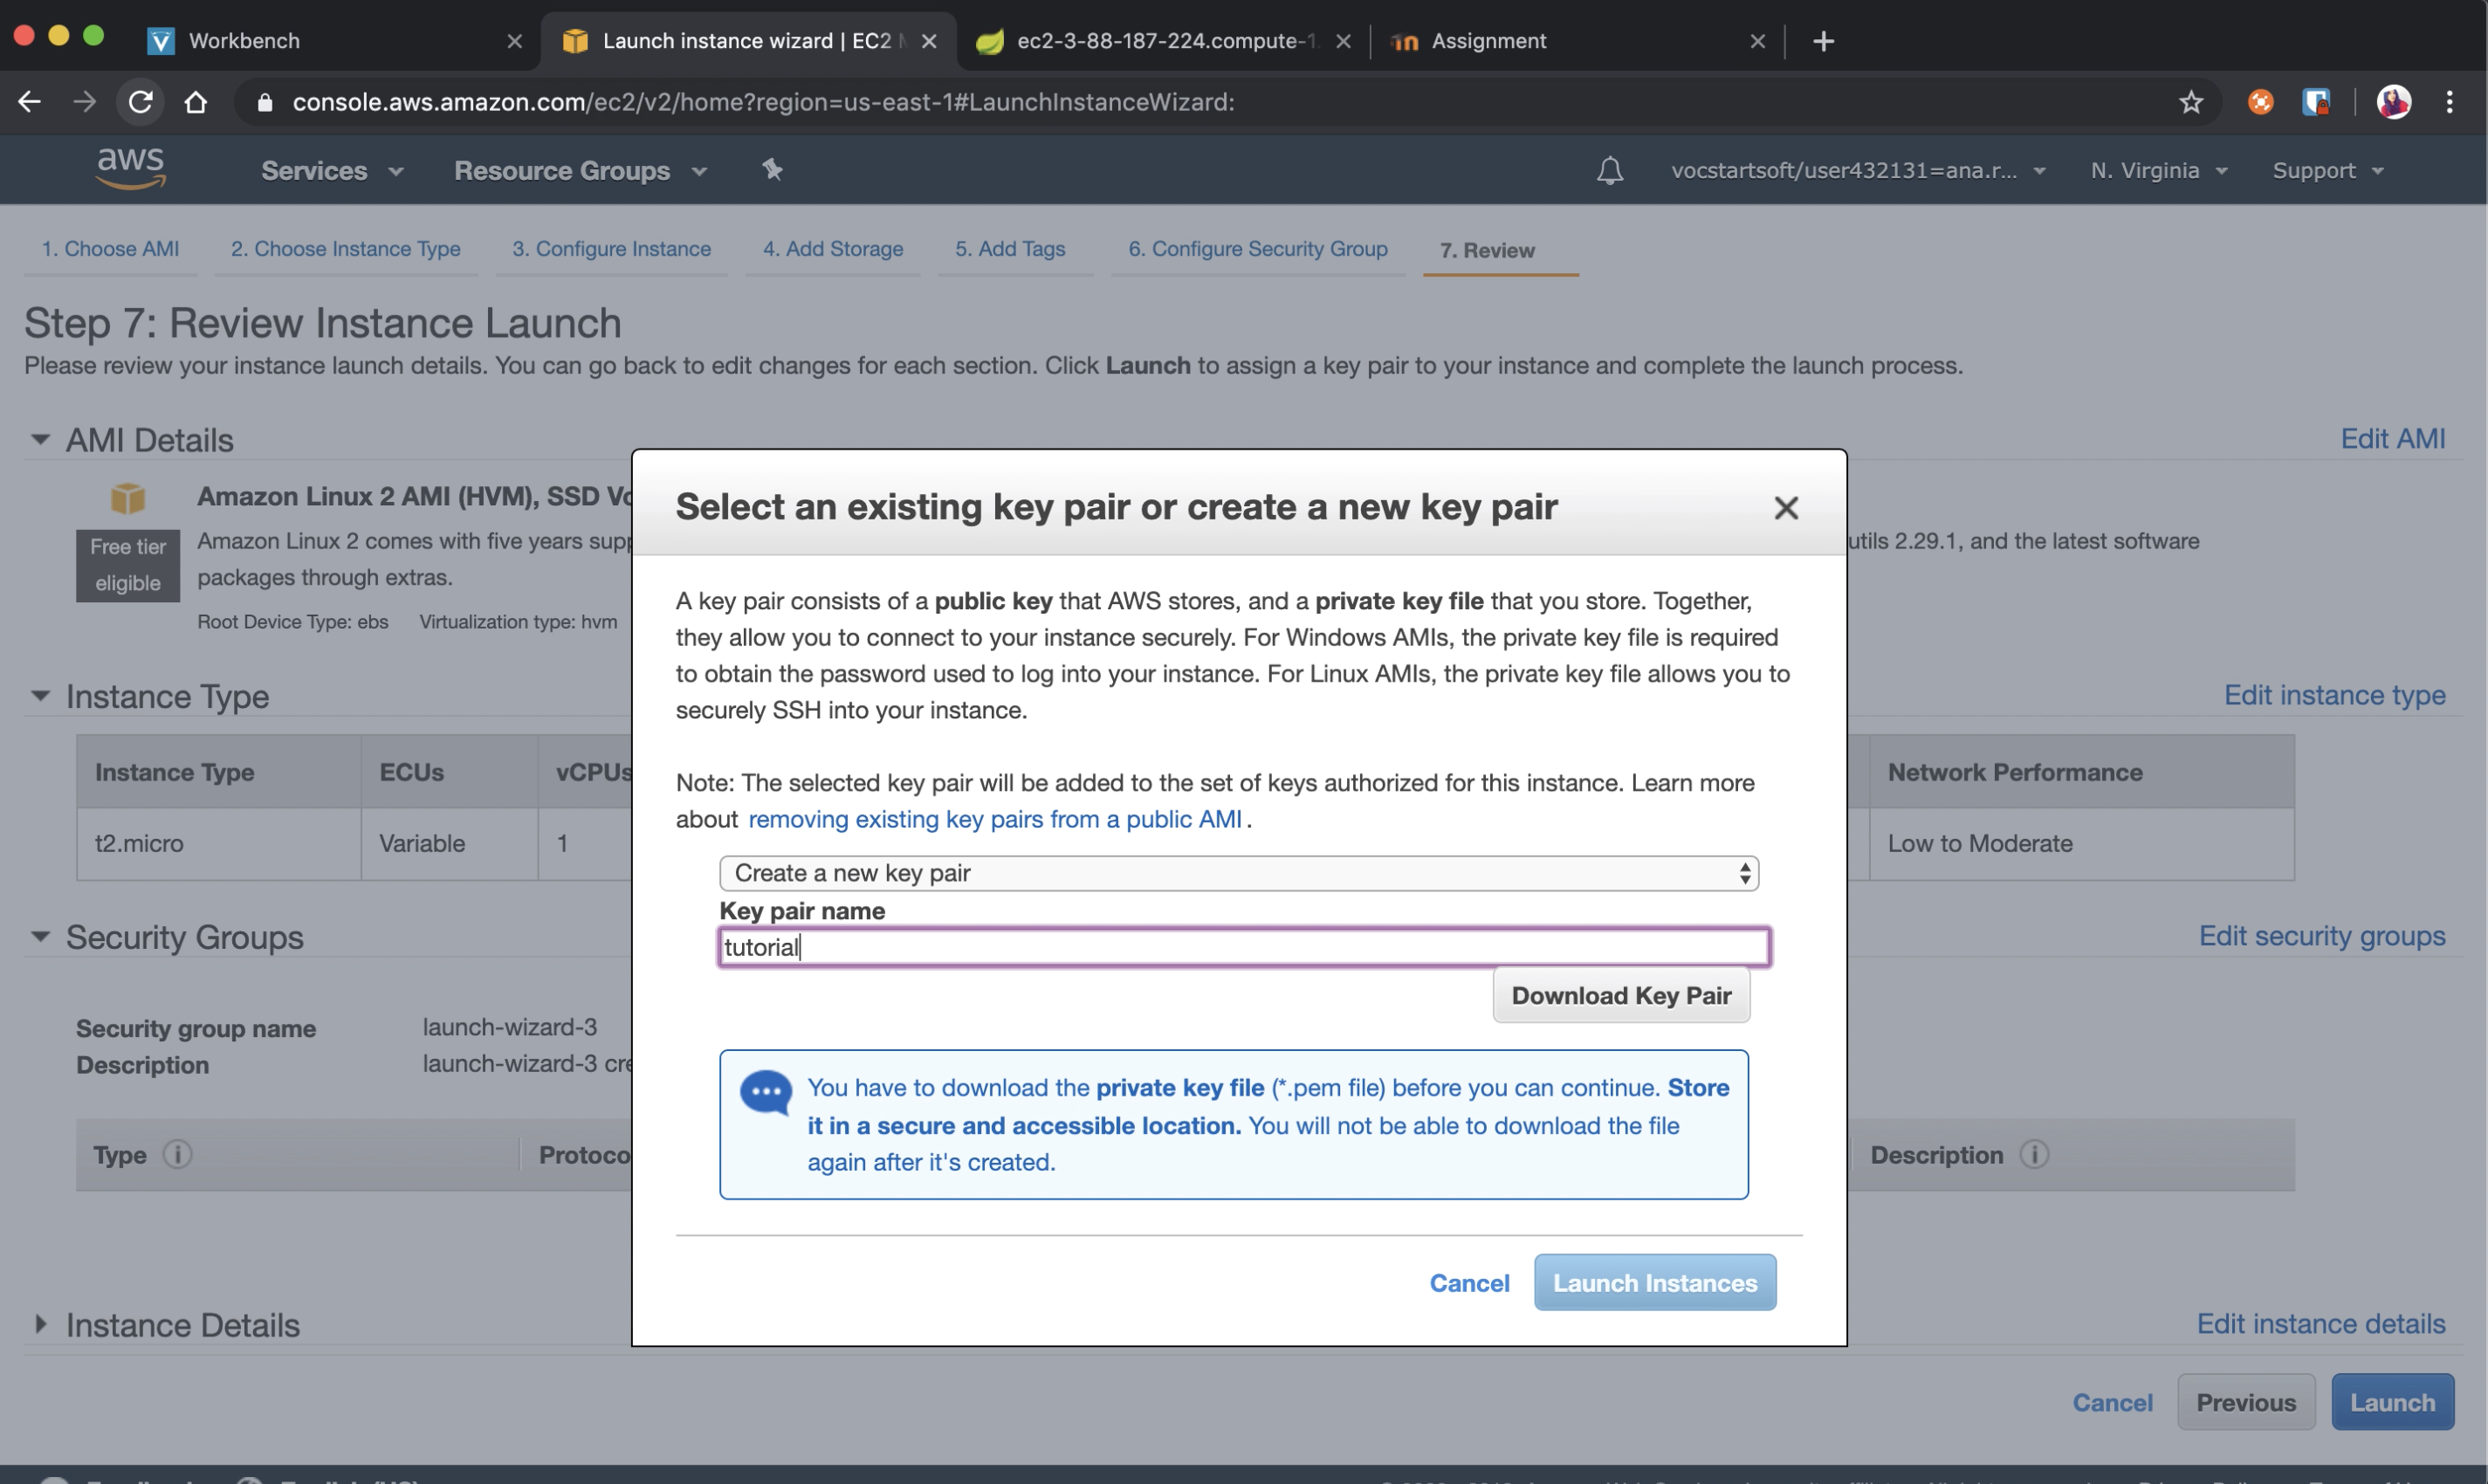 Workbench
Launch instance wizard | EC2
ec2-3-88-187-224.compute-1.
Assignment
console.aws.amazon.com/ec2/v2/home?region=us-east-1#LaunchInstanceWizard:
aws
Services
Resource Groups
vocstartsoft/user432131=ana.r...
N. Virginia
Support
1. Choose AMI
2. Choose Instance Type
3. Configure Instance
4. Add Storage
5. Add Tags
6. Configure Security Group
7. Review
Step 7: Review Instance Launch
Please review your instance launch details. You can go back to edit changes for each section. Click Launch to assign a key pair to your instance and complete the launch process.
AMI Details
Edit AMI
Amazon Linux 2 AMI (HVM), SSD Vo
Free tier
eligible
Amazon Linux 2 comes with five years supp
utils 2.29.1, and the latest software
packages through extras.
Root Device Type: ebs Virtualization type: hvm
Instance Type
Edit instance type
Instance Type
ECUs
vCPUs
Network Performance
t2.micro
Variable
1
Low to Moderate
Security Groups
Edit security groups
Security group name
launch-wizard-3
Description
launch-wizard-3 cre
Type
Protoco
Description
Instance Details
Edit instance details
Cancel
Previous
Launch
Select an existing key pair or create a new key pair
A key pair consists of a public key that AWS stores, and a private key file that you store. Together,
they allow you to connect to your instance securely. For Windows AMIs, the private key file is required
to obtain the password used to log into your instance. For Linux AMIs, the private key file allows you to
securely SSH into your instance.
Note: The selected key pair will be added to the set of keys authorized for this instance. Learn more
about removing existing key pairs from a public AMI .
Create a new key pair
Key pair name
tutorial
Download Key Pair
You have to download the private key file (*.pem file) before you can continue. Store
it in a secure and accessible location. You will not be able to download the file
again after it's created.
Cancel
Launch Instances